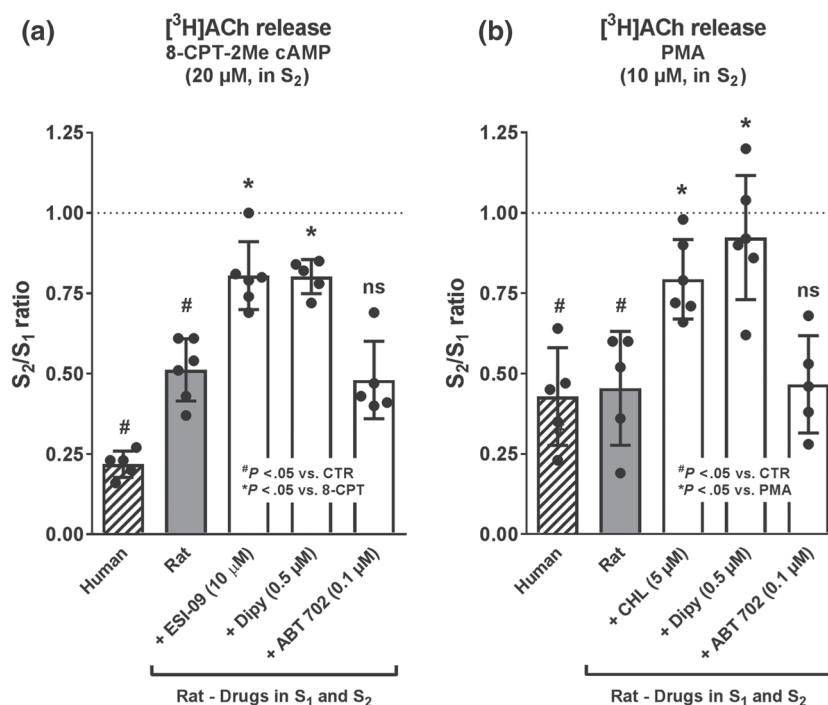 (a)
[³H]ACh release
8-CPT-2Me cAMP
(20 µM, in S₂)
S₂/S₁ ratio
1.25
1.00
0.75
0.50
0.25
0.00
#
#
*
*
ns
#P <.05 vs. CTR
*P <.05 vs. 8-CPT
Human
Rat
+ ESI-09 (10 µM)
+ Dipy (0.5 µM)
+ ABT 702 (0.1 µM)
Rat - Drugs in S₁ and S₂
(b)
[³H]ACh release
PMA
(10 µM, in S₂)
S₂/S₁ ratio
1.25
1.00
0.75
0.50
0.25
0.00
#
#
*
*
ns
#P <.05 vs. CTR
*P <.05 vs. PMA
Human
Rat
+ CHL (5 µM)
+ Dipy (0.5 µM)
+ ABT 702 (0.1 µM)
Rat - Drugs in S₁ and S₂